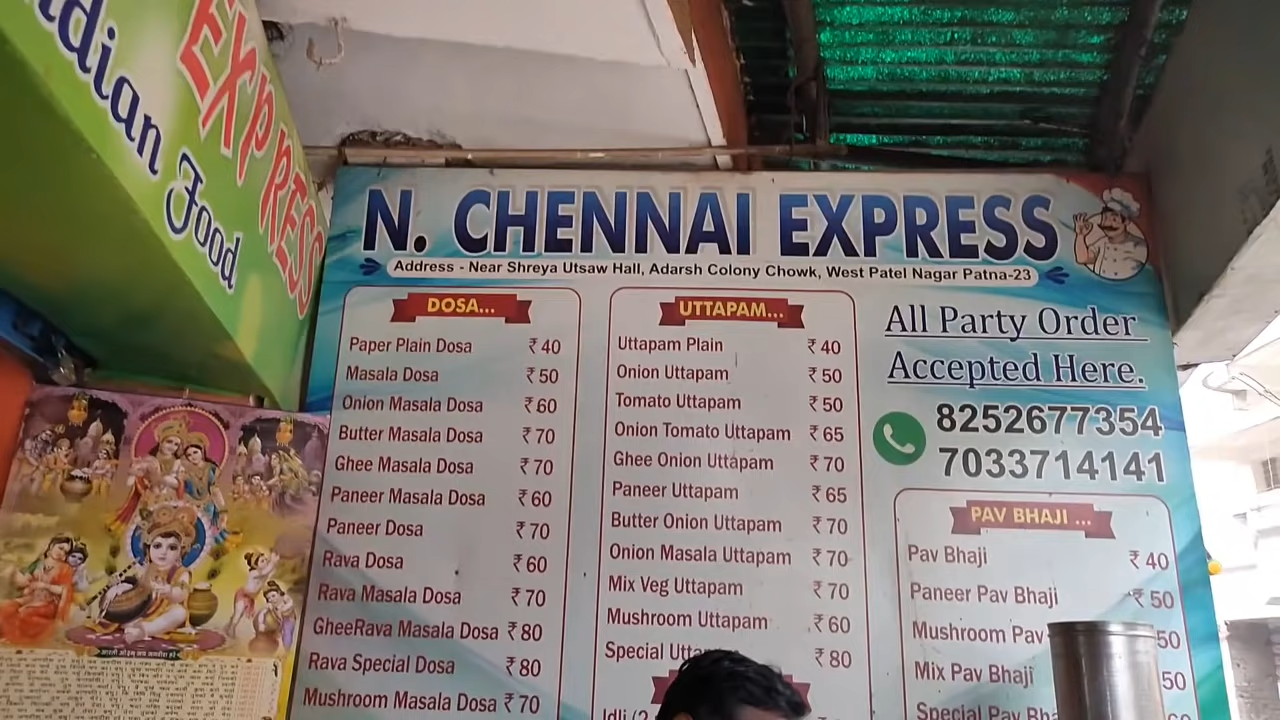 ndian Food
EXPRESS
N. CHENNAI EXPRESS
Address - Near Shreya Utsaw Hall, Adarsh Colony Chowk, West Patel Nagar Patna-23
DOSA...
Paper Plain Dosa ₹ 40
Masala Dosa ₹ 50
Onion Masala Dosa ₹ 60
Butter Masala Dosa ₹ 70
Ghee Masala Dosa ₹ 70
Paneer Masala Dosa ₹ 60
Paneer Dosa ₹ 70
Rava Dosa ₹ 60
Rava Masala Dosa ₹ 70
GheeRava Masala Dosa ₹ 80
Rava Special Dosa ₹ 80
Mushroom Masala Dosa ₹ 70
UTTAPAM...
Uttapam Plain ₹ 40
Onion Uttapam ₹ 50
Tomato Uttapam ₹ 50
Onion Tomato Uttapam ₹ 65
Ghee Onion Uttapam ₹ 70
Paneer Uttapam ₹ 65
Butter Onion Uttapam ₹ 70
Onion Masala Uttapam ₹ 70
Mix Veg Uttapam ₹ 70
Mushroom Uttapam ₹ 60
Special Utta ₹ 80
Idli (2
All Party Order
Accepted Here.
8252677354
7033714141
PAV BHAJI ...
Pav Bhaji ₹ 40
Paneer Pav Bhaji ₹ 50
Mushroom Pav 50
Mix Pav Bhaji 50
Special Pav Bha